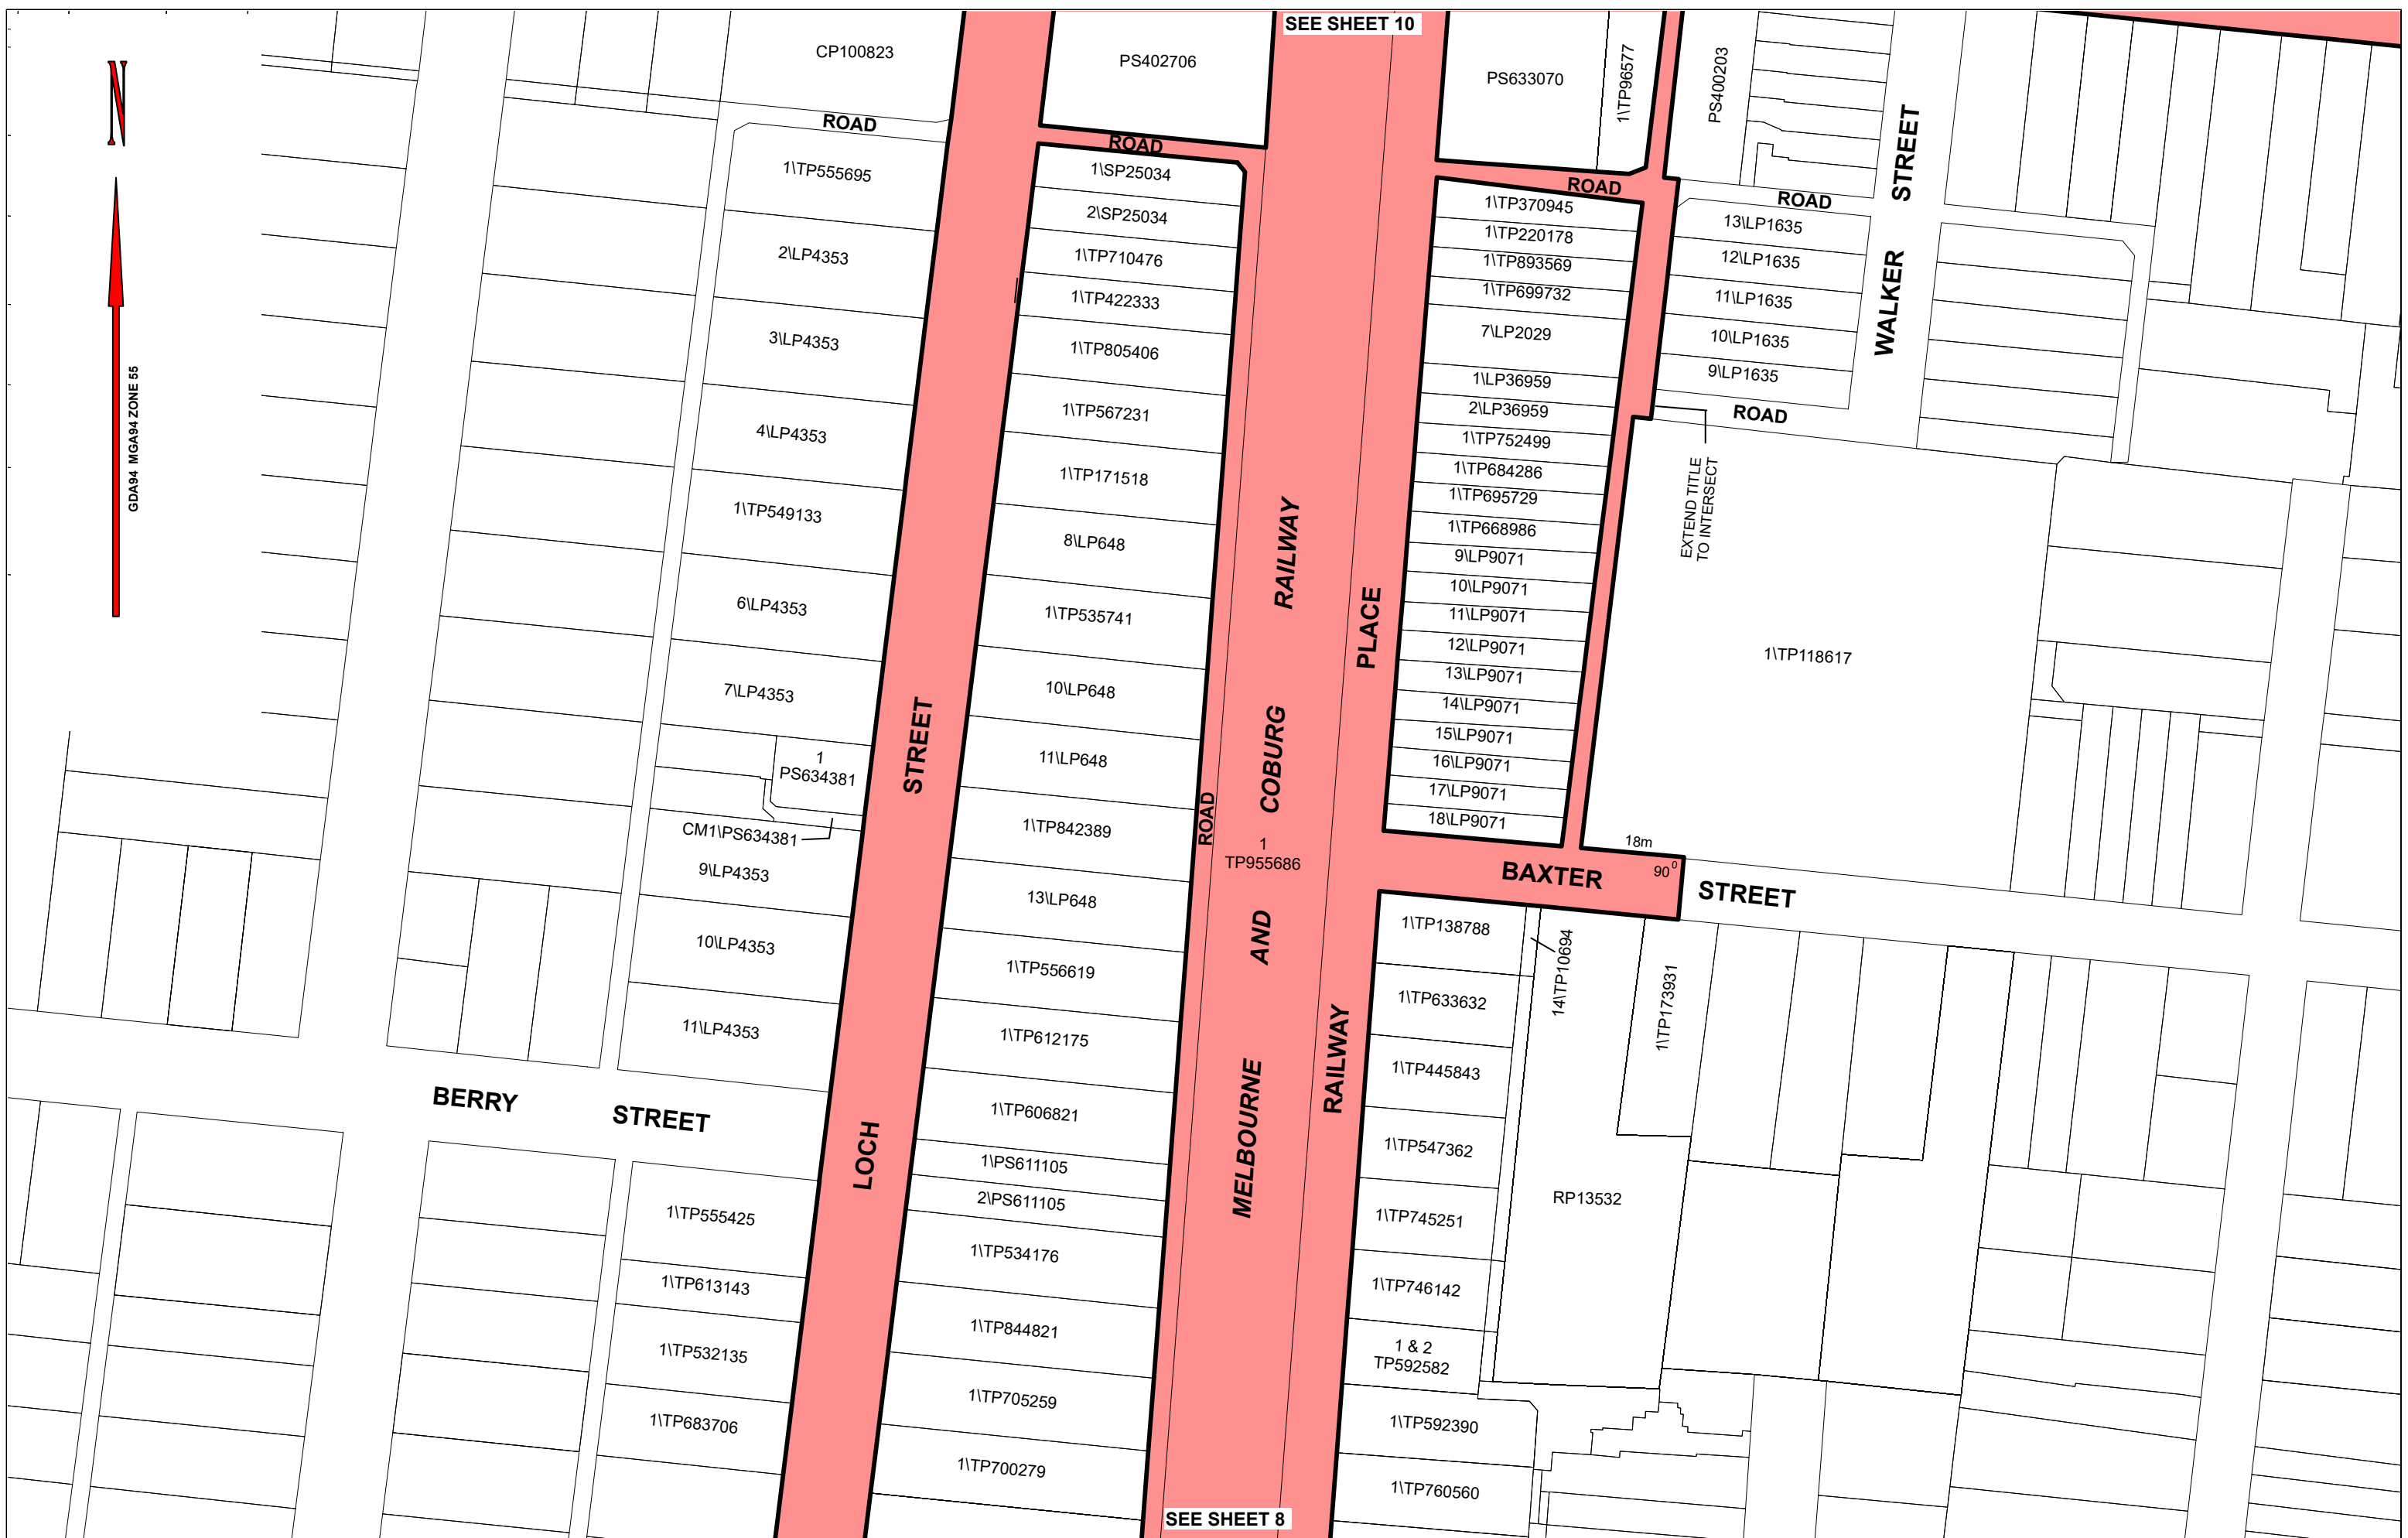 SEE SHEET 10
N
GDA94 MGA94 ZONE 55
CP100823
ROAD
1\TP555695
2\LP4353
3\LP4353
4\LP4353
1\TP549133
6\LP4353
7\LP4353
1
PS634381
CM1\PS634381
9\LP4353
10\LP4353
11\LP4353
BERRY STREET
1\TP555425
1\TP613143
1\TP532135
1\TP683706
LOCH STREET
PS402706
ROAD
1\SP25034
2\SP25034
1\TP710476
1\TP422333
1\TP805406
1\TP567231
1\TP171518
8\LP648
1\TP535741
10\LP648
11\LP648
1\TP842389
13\LP648
1\TP556619
1\TP612175
1\TP606821
1\PS611105
2\PS611105
1\TP534176
1\TP844821
1\TP705259
1\TP700279
ROAD
MELBOURNE AND COBURG RAILWAY
1
TP955686
RAILWAY PLACE
PS633070
1\TP96577
ROAD
1\TP370945
1\TP220178
1\TP893569
1\TP699732
7\LP2029
1\LP36959
2\LP36959
1\TP752499
1\TP684286
1\TP695729
1\TP668986
9\LP9071
10\LP9071
11\LP9071
12\LP9071
13\LP9071
14\LP9071
15\LP9071
16\LP9071
17\LP9071
18\LP9071
BAXTER STREET
18m
90⁰
PS400203
WALKER STREET
ROAD
13\LP1635
12\LP1635
11\LP1635
10\LP1635
9\LP1635
ROAD
EXTEND TITLE
TO INTERSECT
1\TP118617
1\TP138788
1\TP633632
1\TP445843
1\TP547362
1\TP745251
1\TP746142
1 & 2
TP592582
1\TP592390
1\TP760560
14\TP10694
1\TP173931
RP13532
SEE SHEET 8